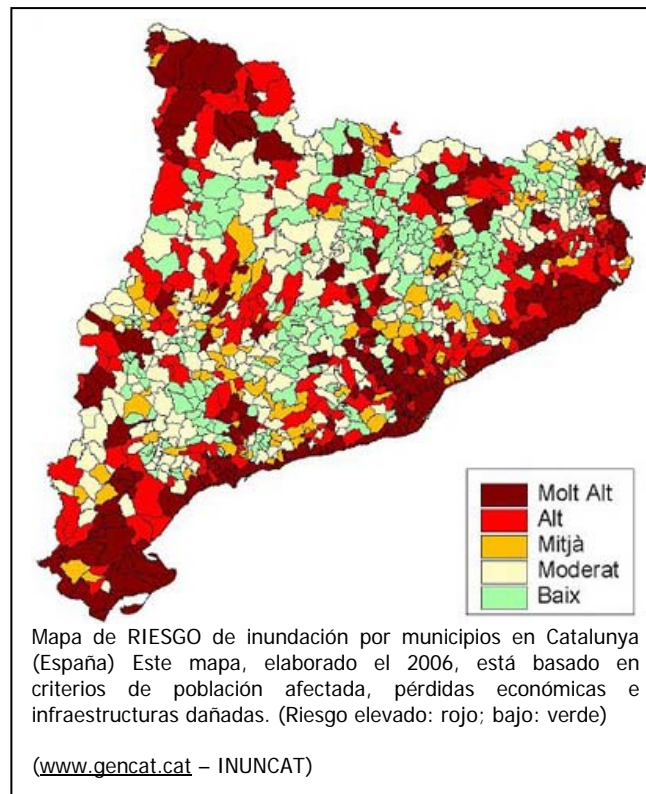 Molt Alt
Alt
Mitjà
Moderat
Baix
Mapa de RIESGO de inundación por municipios en Catalunya
(España) Este mapa, elaborado el 2006, está basado en
criterios de población afectada, pérdidas económicas e
infraestructuras dañadas. (Riesgo elevado: rojo; bajo: verde)
(www.gencat.cat – INUNCAT)